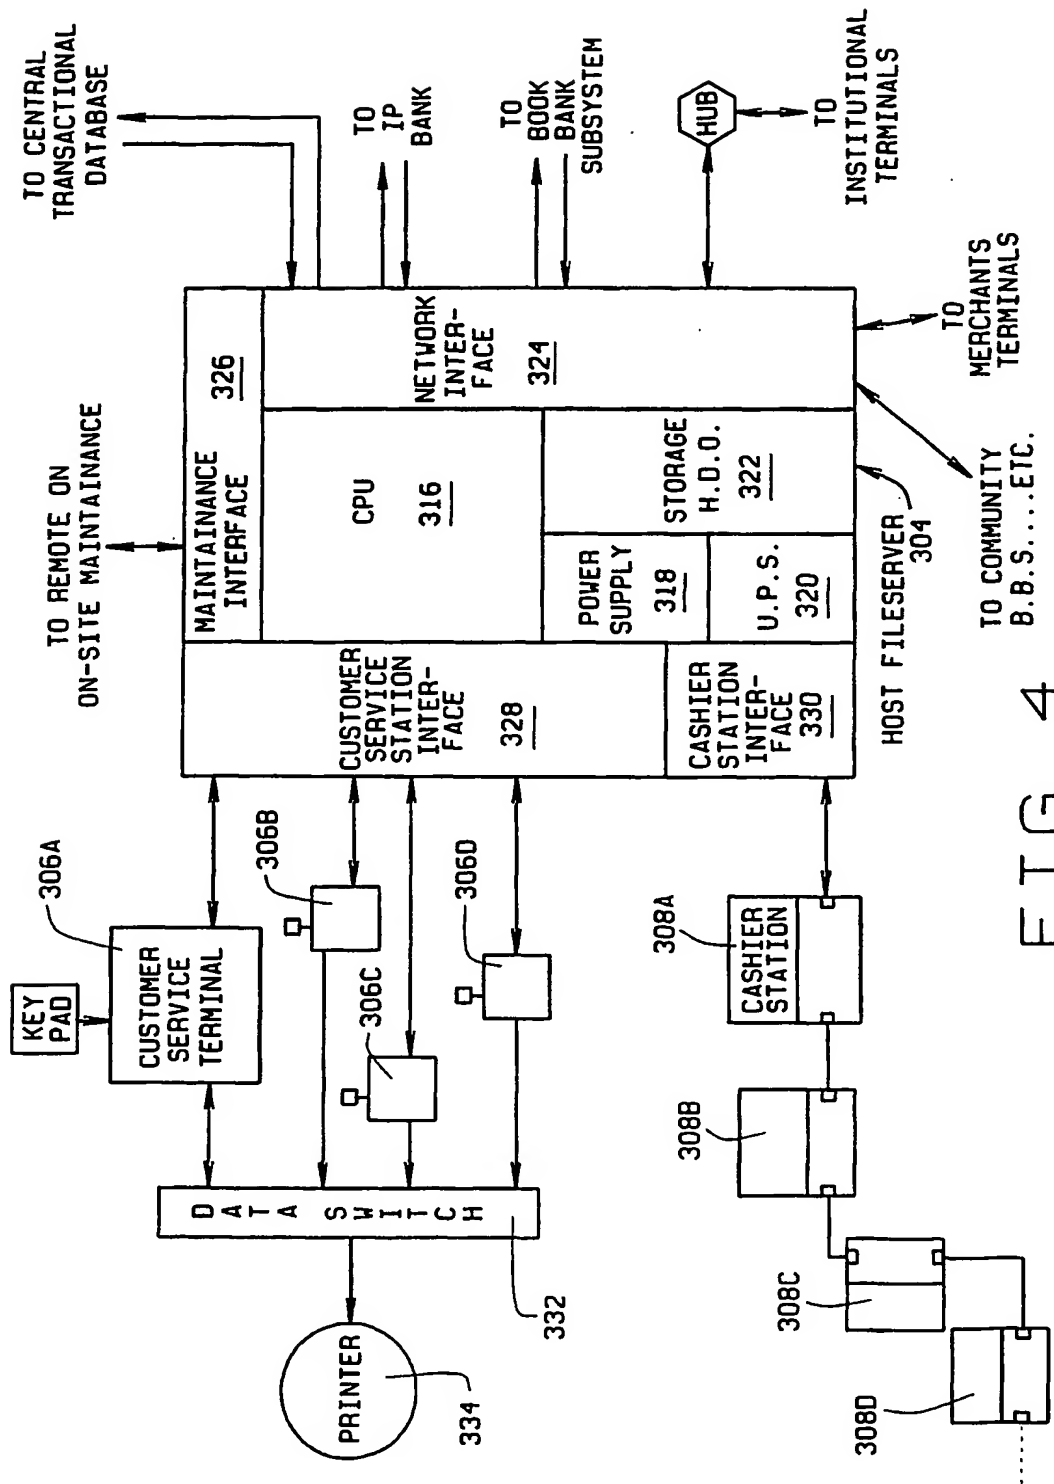 TO CENTRAL
TRANSACTIONAL
DATABASE
TO
IP
BANK
TO
BOOK
BANK
SUBSYSTEM
HUB
TO
INSTITUTIONAL
TERMINALS
TO REMOTE ON
ON-SITE MAINTAINANCE
MAINTAINANCE
INTERFACE
326
NETWORK
INTER-
FACE
324
CPU
316
STORAGE
H.D.O.
322
POWER
SUPPLY
318
U.P.S.
320
CUSTOMER
SERVICE
STATION
INTER-
FACE
328
CASHIER
STATION
INTER-
FACE
330
HOST FILESERVER
304
TO
MERCHANTS
TERMINALS
TO COMMUNITY
B.B.S....ETC.
306A
KEY
PAD
CUSTOMER
SERVICE
TERMINAL
306B
306C
306D
DATA SWITCH
332
PRINTER
334
308A
CASHIER
STATION
308B
308C
308D
FIG 4